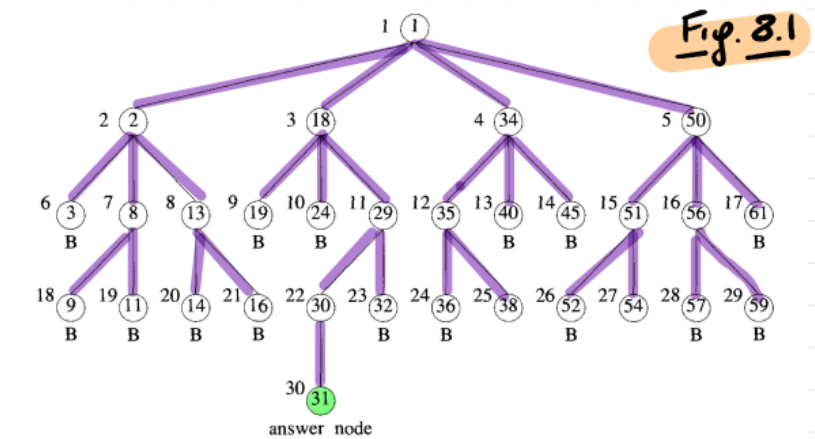 1 1
Fig. 8.1
2 2 3 18 4 34 5 50
6 3 7 8 8 13 9 19 10 24 11 29 12 35 13 40 14 45 15 51 16 56 17 61
B B B B B B
18 9 19 11 20 14 21 16 22 30 23 32 24 36 25 38 26 52 27 54 28 57 29 59
B B B B B B B B B
30 31
answer node